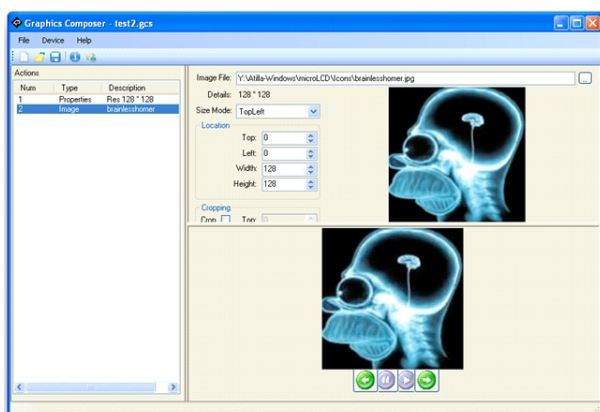 Graphics Composer - test2.gcs
File Device Help
Actions
Num Type Description
1 Properties Res 128 * 128
2 Image brainlesshomer
Image File: Y:\Atilla-Windows\microLCD\Icons\brainlesshomer.jpg ...
Details: 128 * 128
Size Mode: TopLeft
Location
Top: 0
Left: 0
Width: 128
Height: 128
Cropping
Crop Top: 0